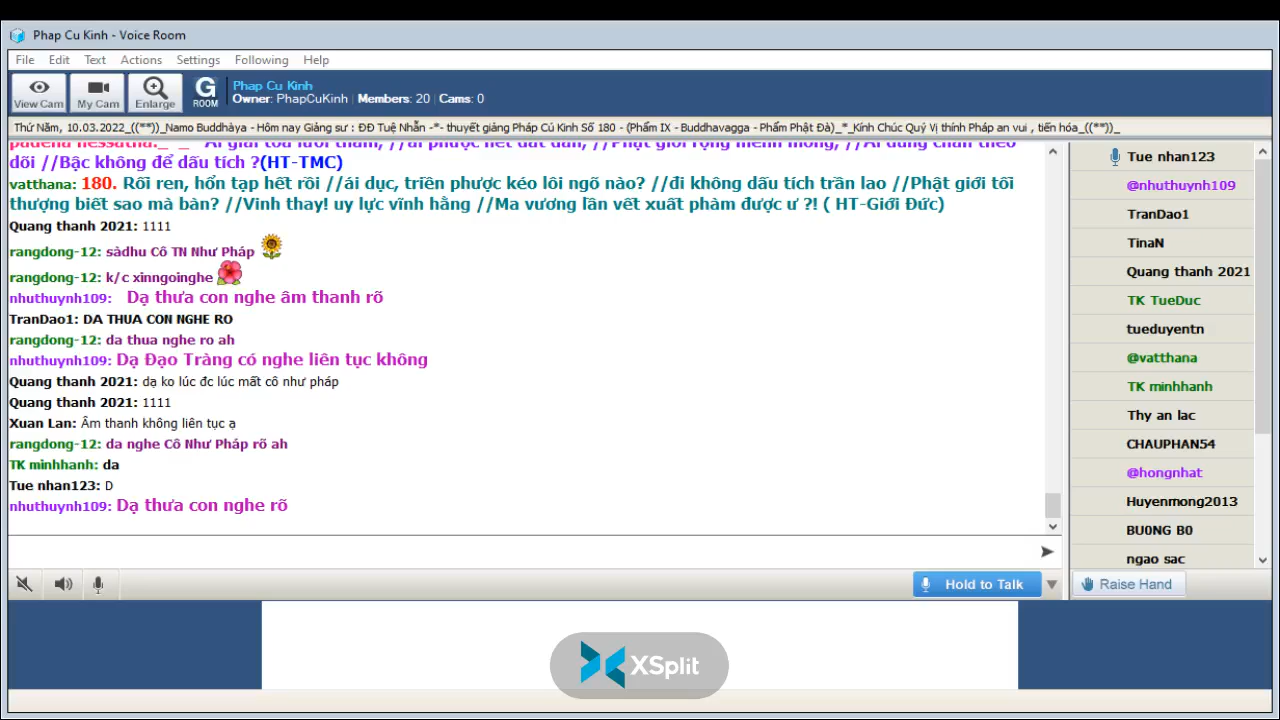 Phap Cu Kinh - Voice Room
File Edit Text Actions Settings Following Help
View Cam My Cam Enlarge G ROOM
Phap Cu Kinh
Owner: PhapCuKinh | Members: 20 | Cams: 0
Thứ Năm, 10.03.2022_((**))_Namo Buddhàya - Hôm nay Giảng sư : ĐĐ Tuệ Nhẫn -*- thuyết giảng Pháp Cú Kinh Số 180 - (Phẩm IX - Buddhavagga - Phẩm Phật Đà)_*_Kính Chúc Quý Vị thính Pháp an vui , tiến hóa_((**))_
dõi //Bậc không để dấu tích ?(HT-TMC)
vatthana: 180. Rối ren, hổn tạp hết rồi //ái dục, triền phược kéo lôi ngõ nào? //đi không dấu tích trần lao //Phật giới tối
thượng biết sao mà bàn? //Vinh thay! uy lực vĩnh hằng //Ma vương lần vết xuất phàm được ư ?! ( HT-Giới Đức)
Quang thanh 2021: 1111
rangdong-12: sàdhu Cô TN Như Pháp
rangdong-12: k/c xinngoinghe
nhuthuynh109: Dạ thưa con nghe âm thanh rõ
TranDao1: DA THUA CON NGHE RO
rangdong-12: da thua nghe ro ah
nhuthuynh109: Dạ Đạo Tràng có nghe liên tục không
Quang thanh 2021: dạ ko lúc đc lúc mất cô như pháp
Quang thanh 2021: 1111
Xuan Lan: Âm thanh không liên tục ạ
rangdong-12: da nghe Cô Như Pháp rõ ah
TK minhhanh: da
Tue nhan123: D
nhuthuynh109: Dạ thưa con nghe rõ
Tue nhan123
@nhuthuynh109
TranDao1
TinaN
Quang thanh 2021
TK TueDuc
tueduyentn
@vatthana
TK minhhanh
Thy an lac
CHAUPHAN54
@hongnhat
Huyenmong2013
BU0NG B0
ngao sac
Hold to Talk
Raise Hand
XSplit